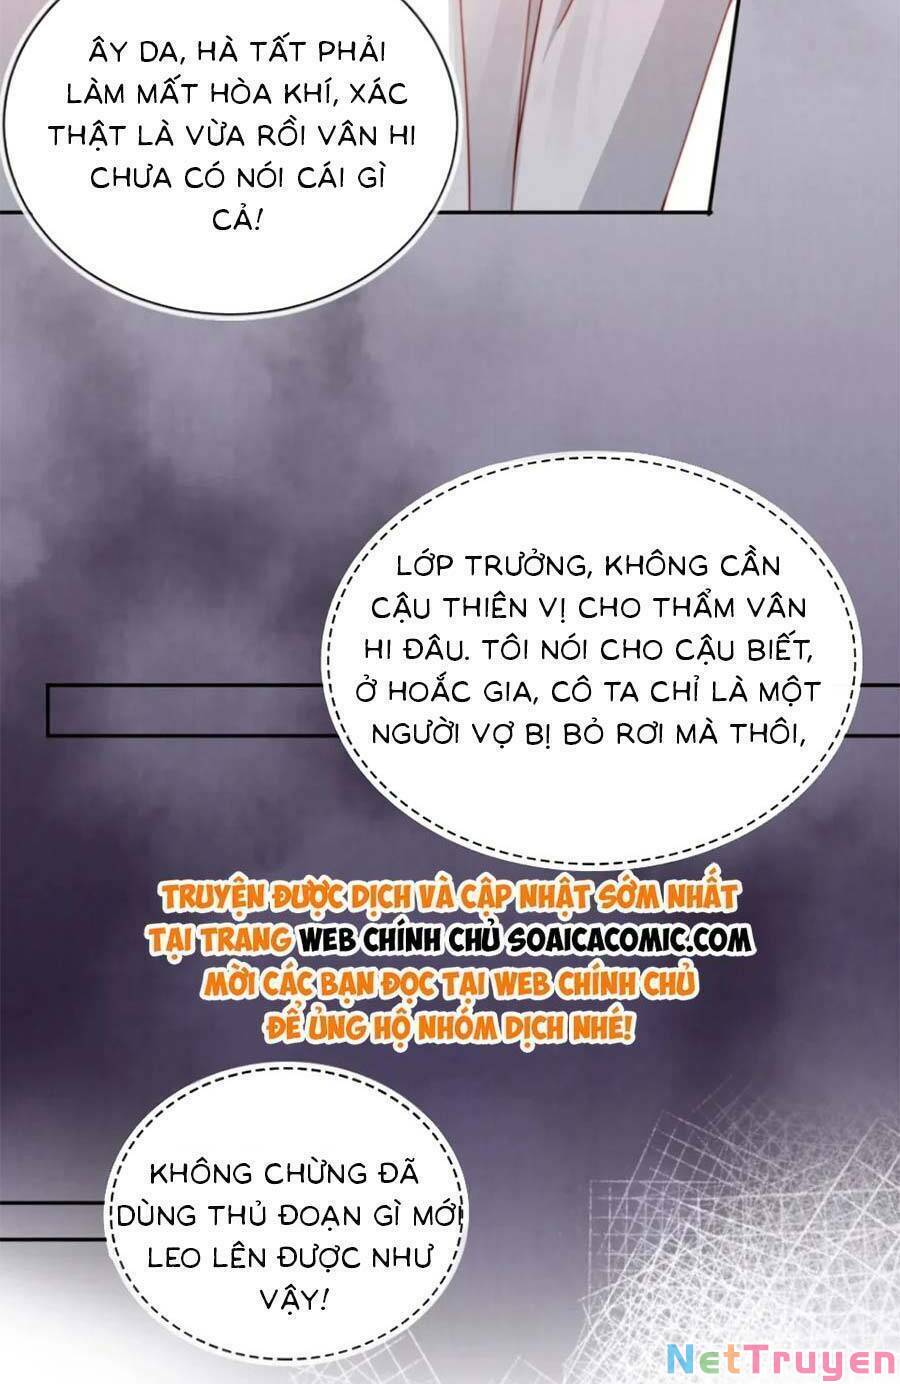 ÂY DA, HÀ TẤT PHẢI
LÀM MẤT HÒA KHÍ, XÁC
THẬT LÀ VỪA RỒI VÂN HI
CHƯA CÓ NÓI CÁI GÌ
CẢ!
LỚP TRƯỞNG, KHÔNG CẦN
CẬU THIÊN VỊ CHO THẨM VÂN
HI ĐÂU. TÔI NÓI CHO CẬU BIẾT,
Ở HOẮC GIA, CÔ TA CHỈ LÀ MỘT
NGƯỜI VỢ BỊ BỎ RƠI MÀ THÔI,
TRUYỆN ĐƯỢC DỊCH VÀ CẬP NHẬT SỚM NHẤT
TẠI TRANG WEB CHÍNH CHỦ SOAICACOMIC.COM
MỜI CÁC BẠN ĐỌC TẠI WEB CHÍNH CHỦ
ĐỂ ỦNG HỘ NHÓM DỊCH NHÉ!
KHÔNG CHỪNG ĐÃ
DÙNG THỦ ĐOẠN GÌ MỚI
LEO LÊN ĐƯỢC NHƯ
VẬY!
NetTruyen